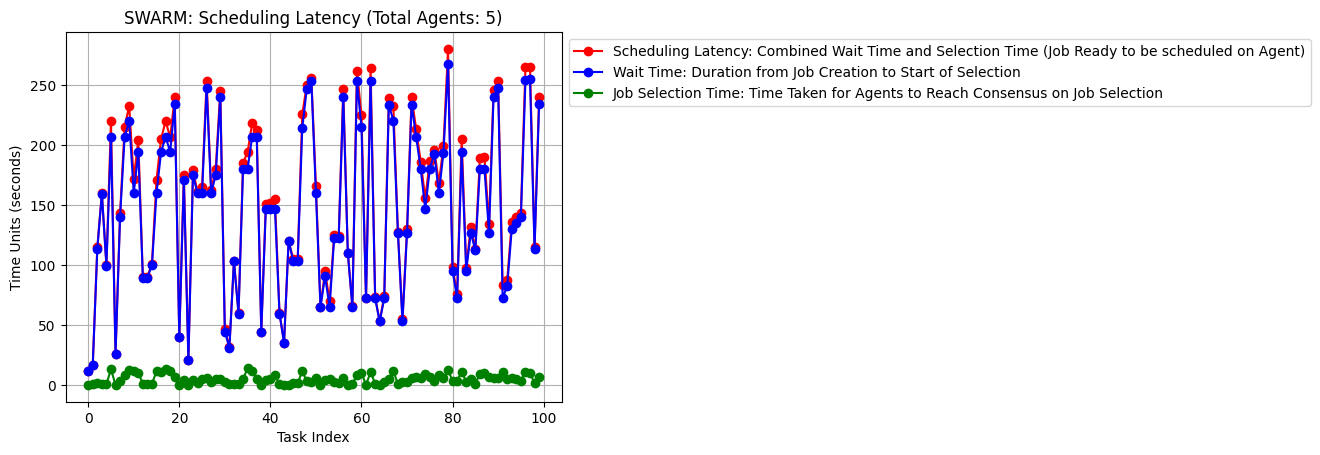 SWARM: Scheduling Latency (Total Agents: 5)
Scheduling Latency: Combined Wait Time and Selection Time (Job Ready to be scheduled on Agent)
Wait Time: Duration from Job Creation to Start of Selection
Job Selection Time: Time Taken for Agents to Reach Consensus on Job Selection
Time Units (seconds)
250
200
150
100
50
0
0 20 40 60 80 100
Task Index